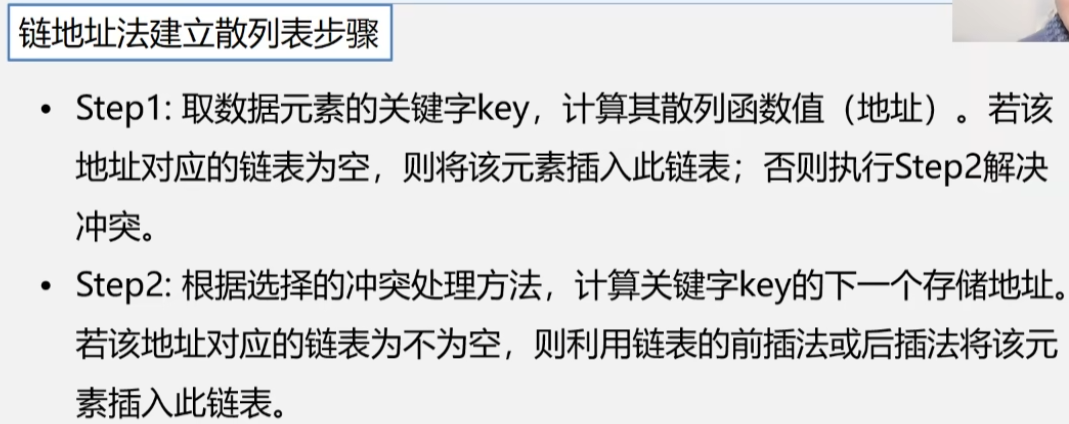 链地址法建立散列表步骤
• Step1: 取数据元素的关键字key，计算其散列函数值（地址）。若该
地址对应的链表为空，则将该元素插入此链表；否则执行Step2解决
冲突。
• Step2: 根据选择的冲突处理方法，计算关键字key的下一个存储地址。
若该地址对应的链表为不为空，则利用链表的前插法或后插法将该元
素插入此链表。